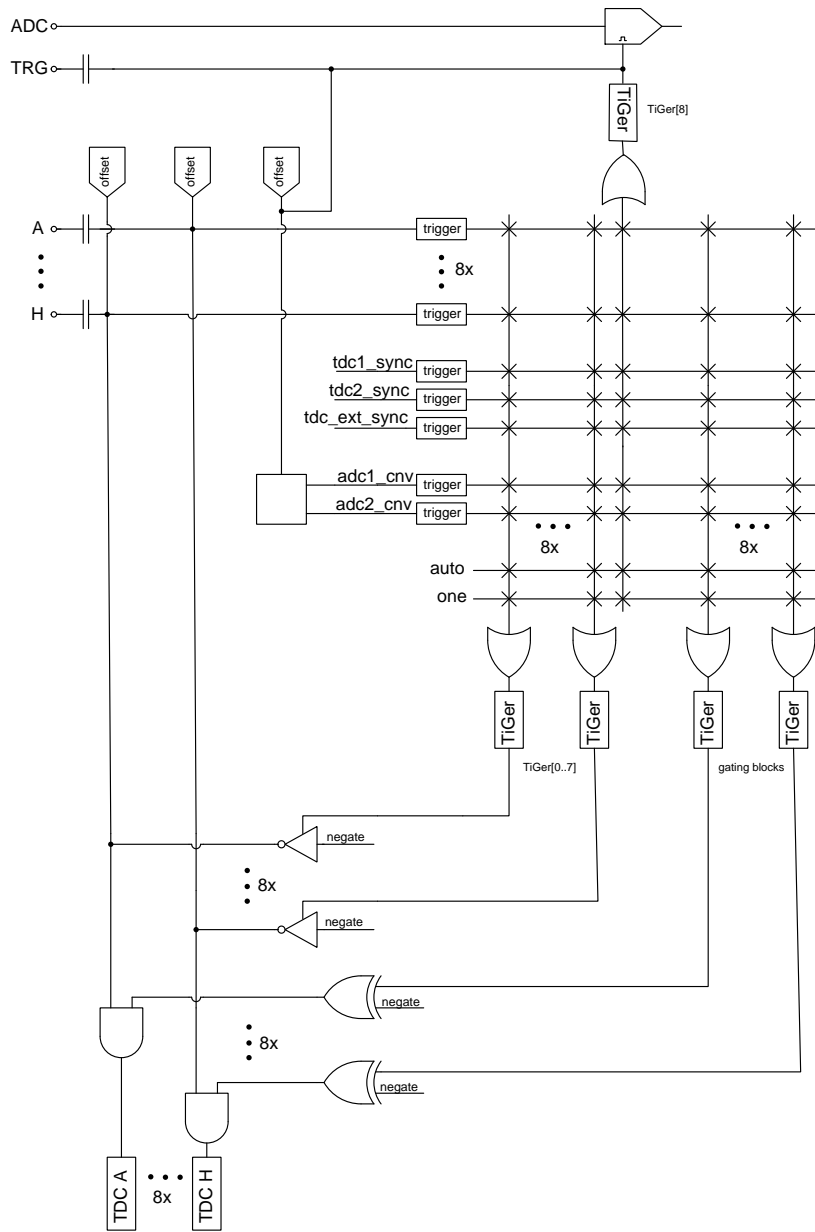 ADC
TRG
TiGer
TiGer[8]
offset
offset
offset
A
trigger
8x
H
trigger
tdc1_sync
trigger
tdc2_sync
trigger
tdc_ext_sync
trigger
adc1_cnv
trigger
adc2_cnv
trigger
8x
8x
auto
one
TiGer
TiGer
TiGer
TiGer
TiGer[0..7]
gating blocks
negate
8x
negate
negate
8x
negate
TDC A
8x
TDC H